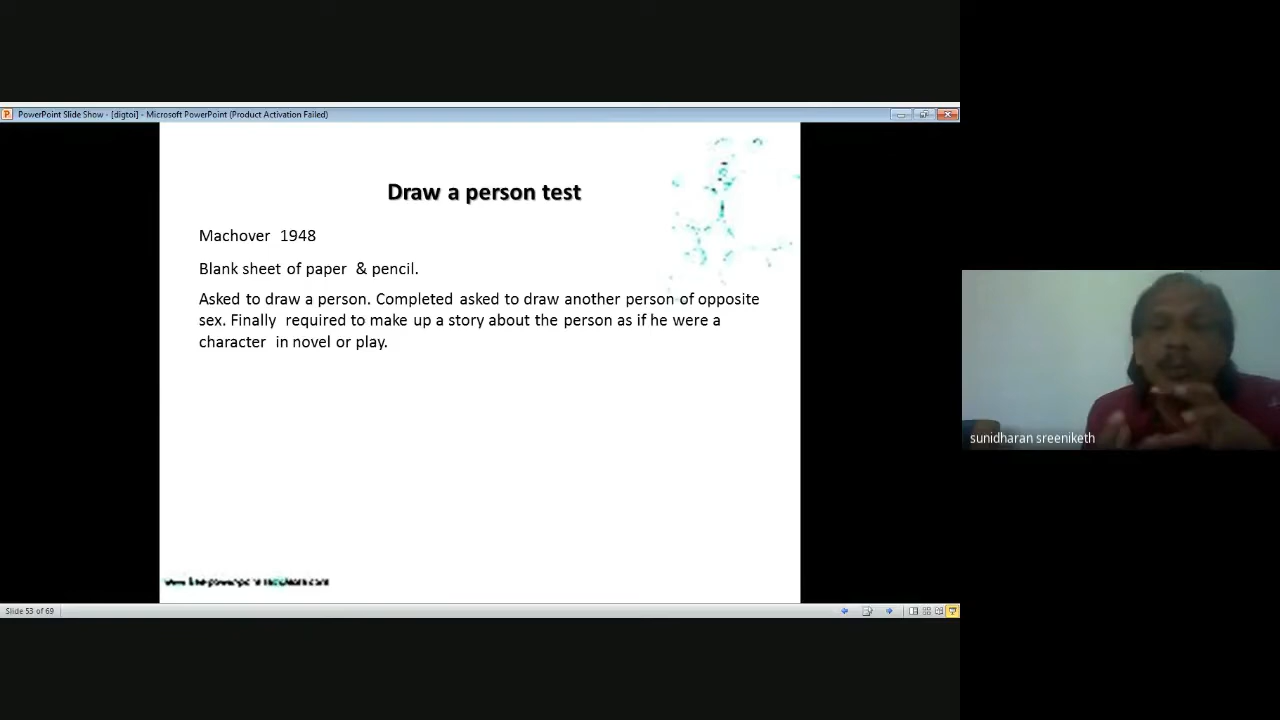 PowerPoint Slide Show - [digtoi] - Microsoft PowerPoint (Product Activation Failed)
Draw a person test
Machover 1948
Blank sheet of paper & pencil.
Asked to draw a person. Completed asked to draw another person of opposite
sex. Finally required to make up a story about the person as if he were a
character in novel or play.
sunidharan sreeniketh
Slide 53 of 69